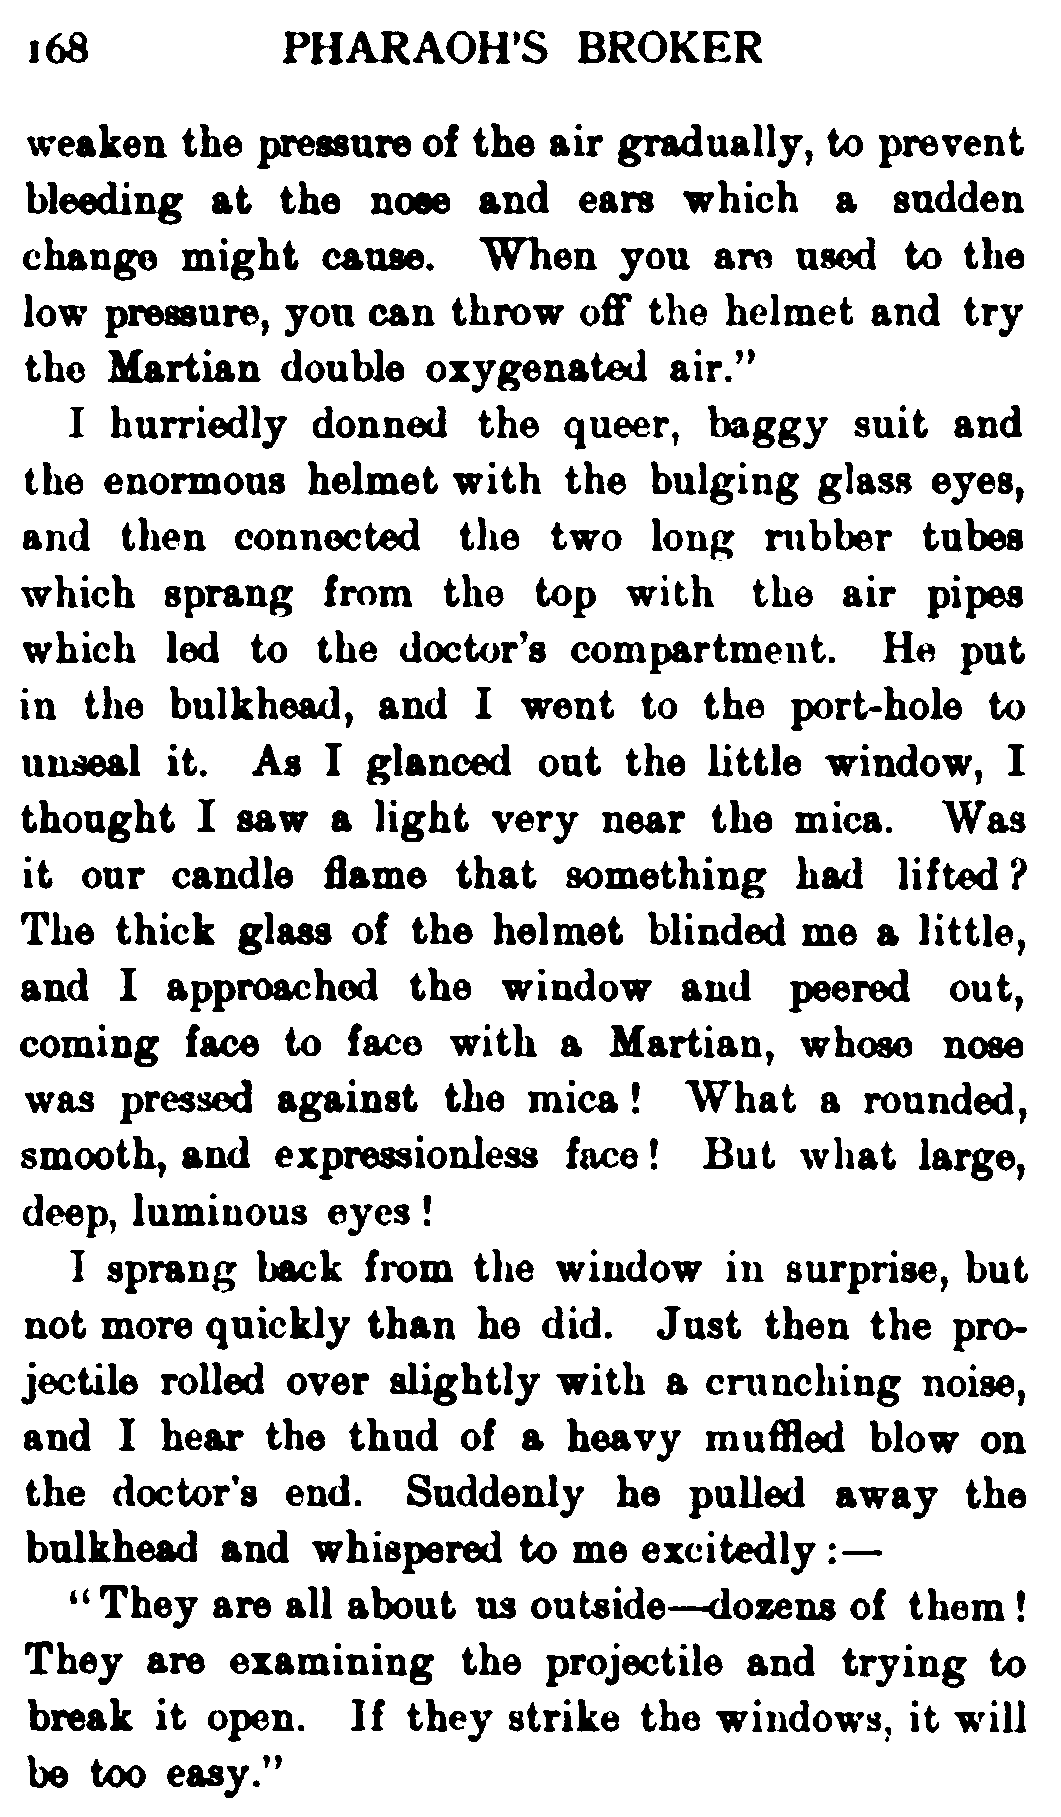 168 PHARAOH'S BROKER
weaken the pressure of the air gradually, to prevent
bleeding at the nose and ears which a sudden
change might cause. When you are used to the
low pressure, you can throw off the helmet and try
the Martian double oxygenated air."
I hurriedly donned the queer, baggy suit and
the enormous helmet with the bulging glass eyes,
and then connected the two long rubber tubes
which sprang from the top with the air pipes
which led to the doctor's compartment. He put
in the bulkhead, and I went to the port-hole to
unseal it. As I glanced out the little window, I
thought I saw a light very near the mica. Was
it our candle flame that something had lifted?
The thick glass of the helmet blinded me a little,
and I approached the window and peered out,
coming face to face with a Martian, whose nose
was pressed against the mica! What a rounded,
smooth, and expressionless face! But what large,
deep, luminous eyes!
I sprang back from the window in surprise, but
not more quickly than he did. Just then the pro-
jectile rolled over slightly with a crunching noise,
and I hear the thud of a heavy muffled blow on
the doctor's end. Suddenly he pulled away the
bulkhead and whispered to me excitedly:—
"They are all about us outside—dozens of them!
They are examining the projectile and trying to
break it open. If they strike the windows, it will
be too easy."